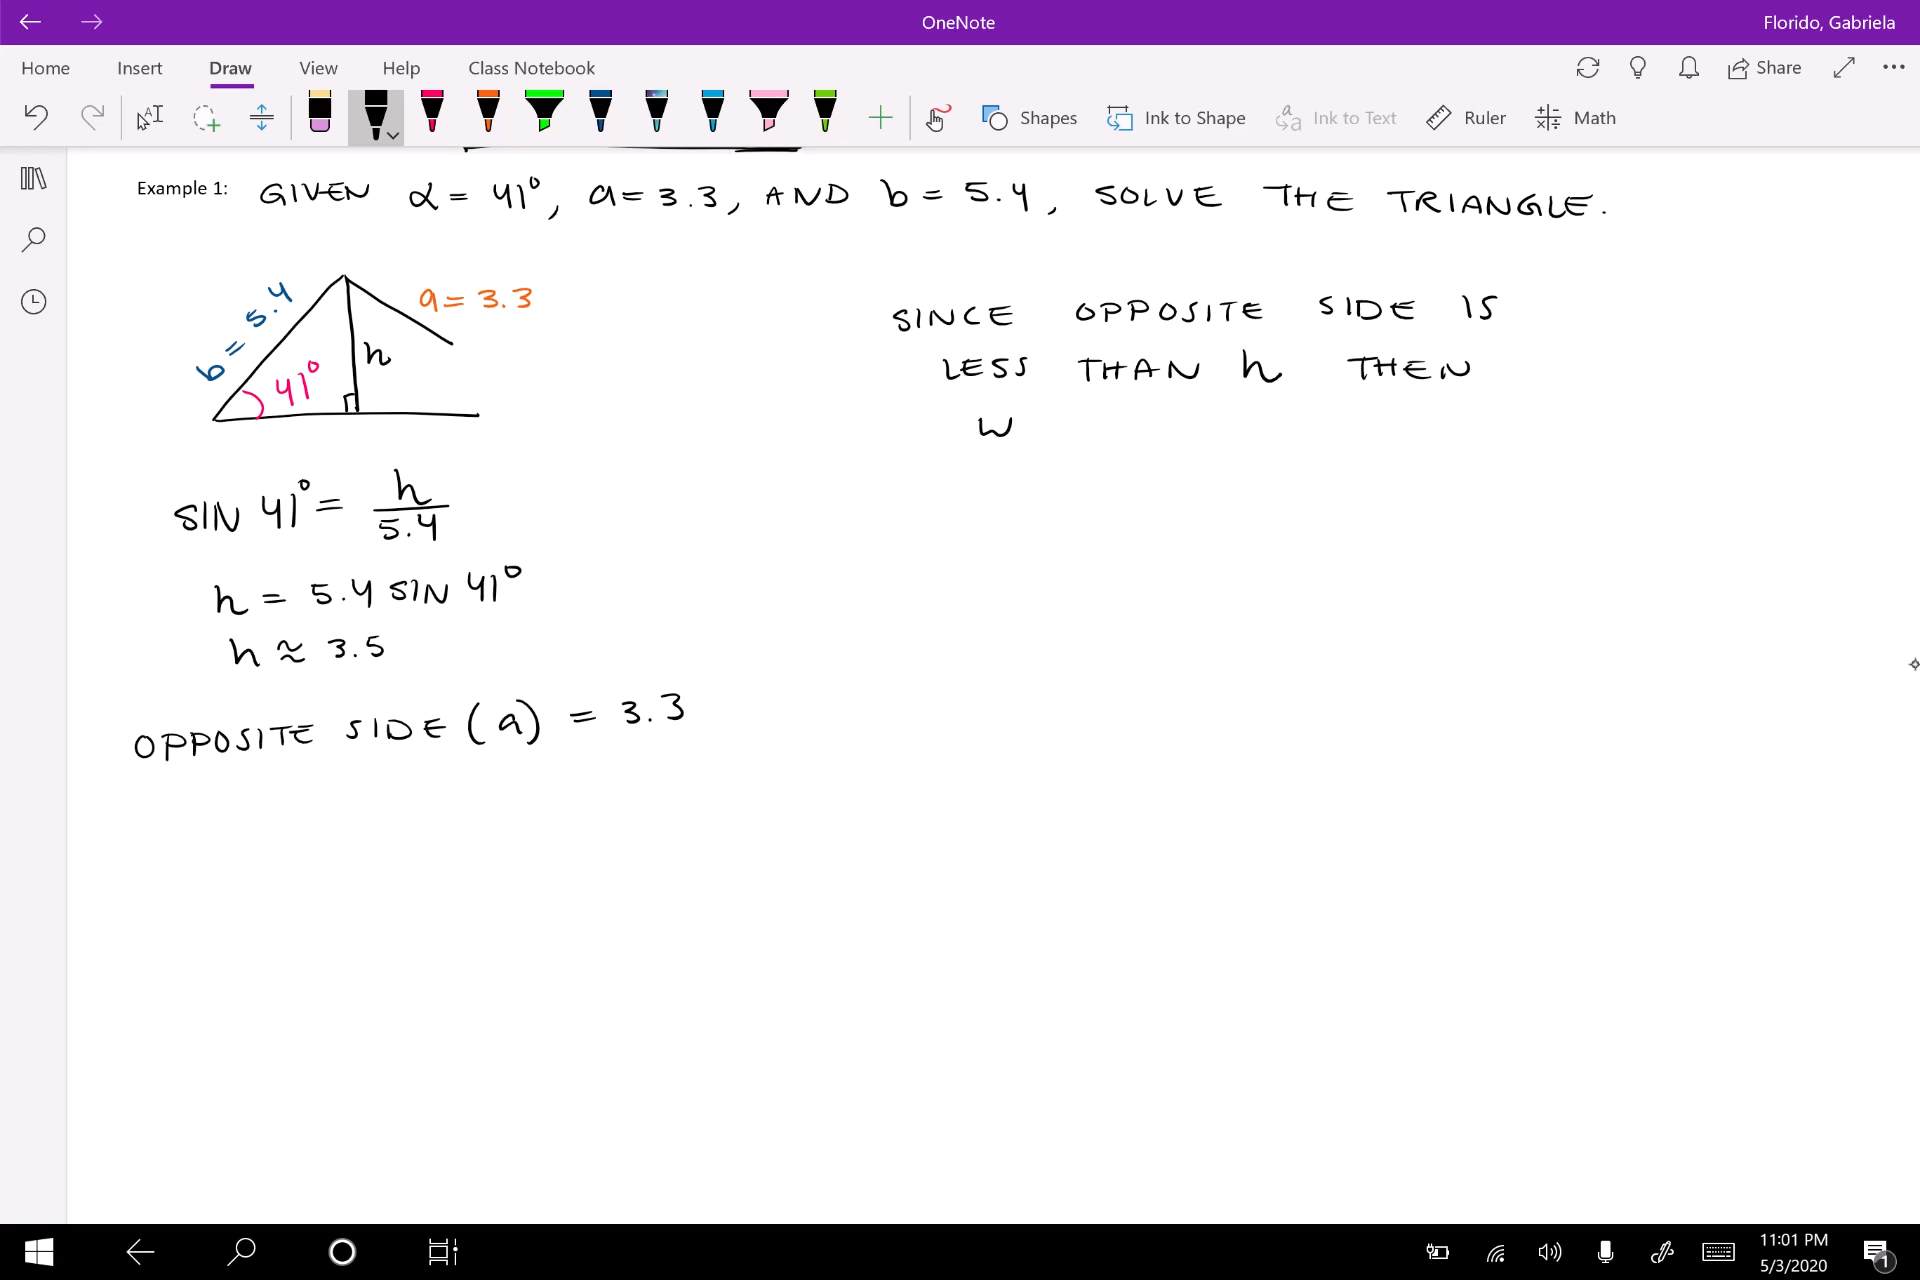 OneNote
Florido, Gabriela
Home Insert Draw View Help Class Notebook
Share
Shapes Ink to Shape Ink to Text Ruler Math
Example 1: GIVEN α = 41°, a = 3.3, AND b = 5.4, SOLVE THE TRIANGLE.
b = 5.4
a = 3.3
h
41°
SINCE OPPOSITE SIDE IS
LESS THAN h THEN
W
SIN 41° = h/5.4
h = 5.4 SIN 41°
h ≈ 3.5
OPPOSITE SIDE (a) = 3.3
11:01 PM
5/3/2020
1